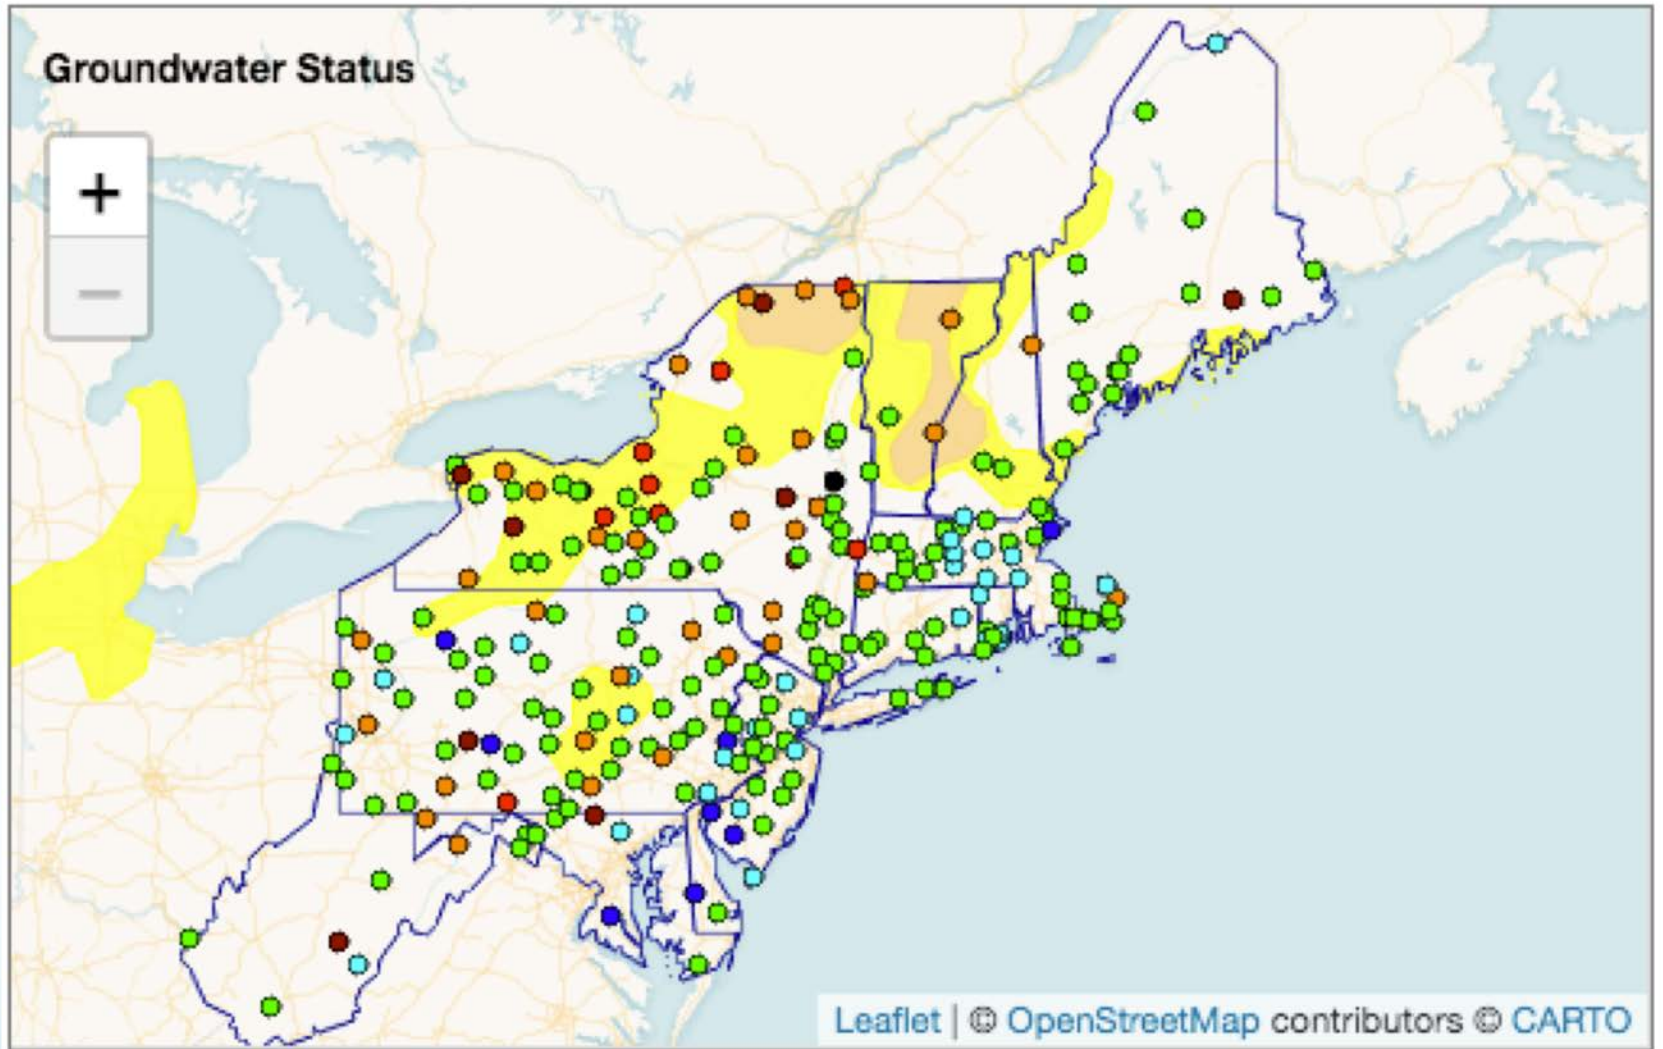 Groundwater Status
+
−
Leaflet | © OpenStreetMap contributors © CARTO